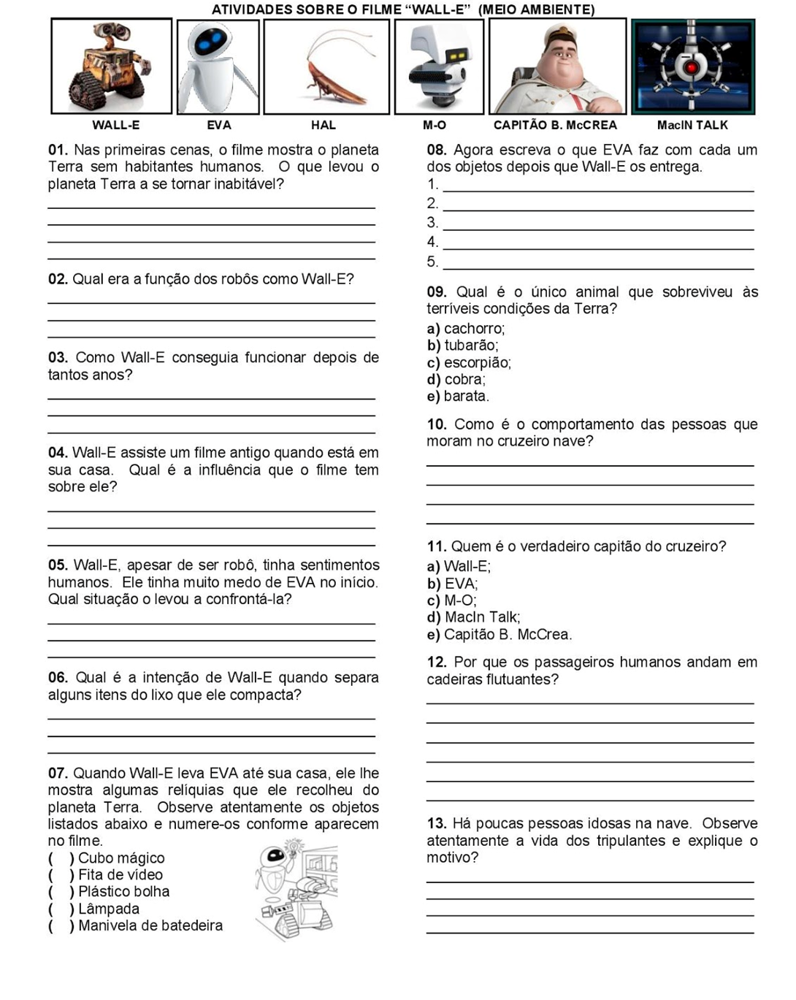 ATIVIDADES SOBRE O FILME “WALL-E” (MEIO AMBIENTE)
WALL-E EVA HAL M-O CAPITÃO B. McCREA MacIN TALK
01. Nas primeiras cenas, o filme mostra o planeta
Terra sem habitantes humanos. O que levou o
planeta Terra a se tornar inabitável?
02. Qual era a função dos robôs como Wall-E?
03. Como Wall-E conseguia funcionar depois de
tantos anos?
04. Wall-E assiste um filme antigo quando está em
sua casa. Qual é a influência que o filme tem
sobre ele?
05. Wall-E, apesar de ser robô, tinha sentimentos
humanos. Ele tinha muito medo de EVA no início.
Qual situação o levou a confrontá-la?
06. Qual é a intenção de Wall-E quando separa
alguns itens do lixo que ele compacta?
07. Quando Wall-E leva EVA até sua casa, ele lhe
mostra algumas relíquias que ele recolheu do
planeta Terra. Observe atentamente os objetos
listados abaixo e numere-os conforme aparecem
no filme.
( ) Cubo mágico
( ) Fita de vídeo
( ) Plástico bolha
( ) Lâmpada
( ) Manivela de batedeira
08. Agora escreva o que EVA faz com cada um
dos objetos depois que Wall-E os entrega.
1.
2.
3.
4.
5.
09. Qual é o único animal que sobreviveu às
terríveis condições da Terra?
a) cachorro;
b) tubarão;
c) escorpião;
d) cobra;
e) barata.
10. Como é o comportamento das pessoas que
moram no cruzeiro nave?
11. Quem é o verdadeiro capitão do cruzeiro?
a) Wall-E;
b) EVA;
c) M-O;
d) MacIn Talk;
e) Capitão B. McCrea.
12. Por que os passageiros humanos andam em
cadeiras flutuantes?
13. Há poucas pessoas idosas na nave. Observe
atentamente a vida dos tripulantes e explique o
motivo?